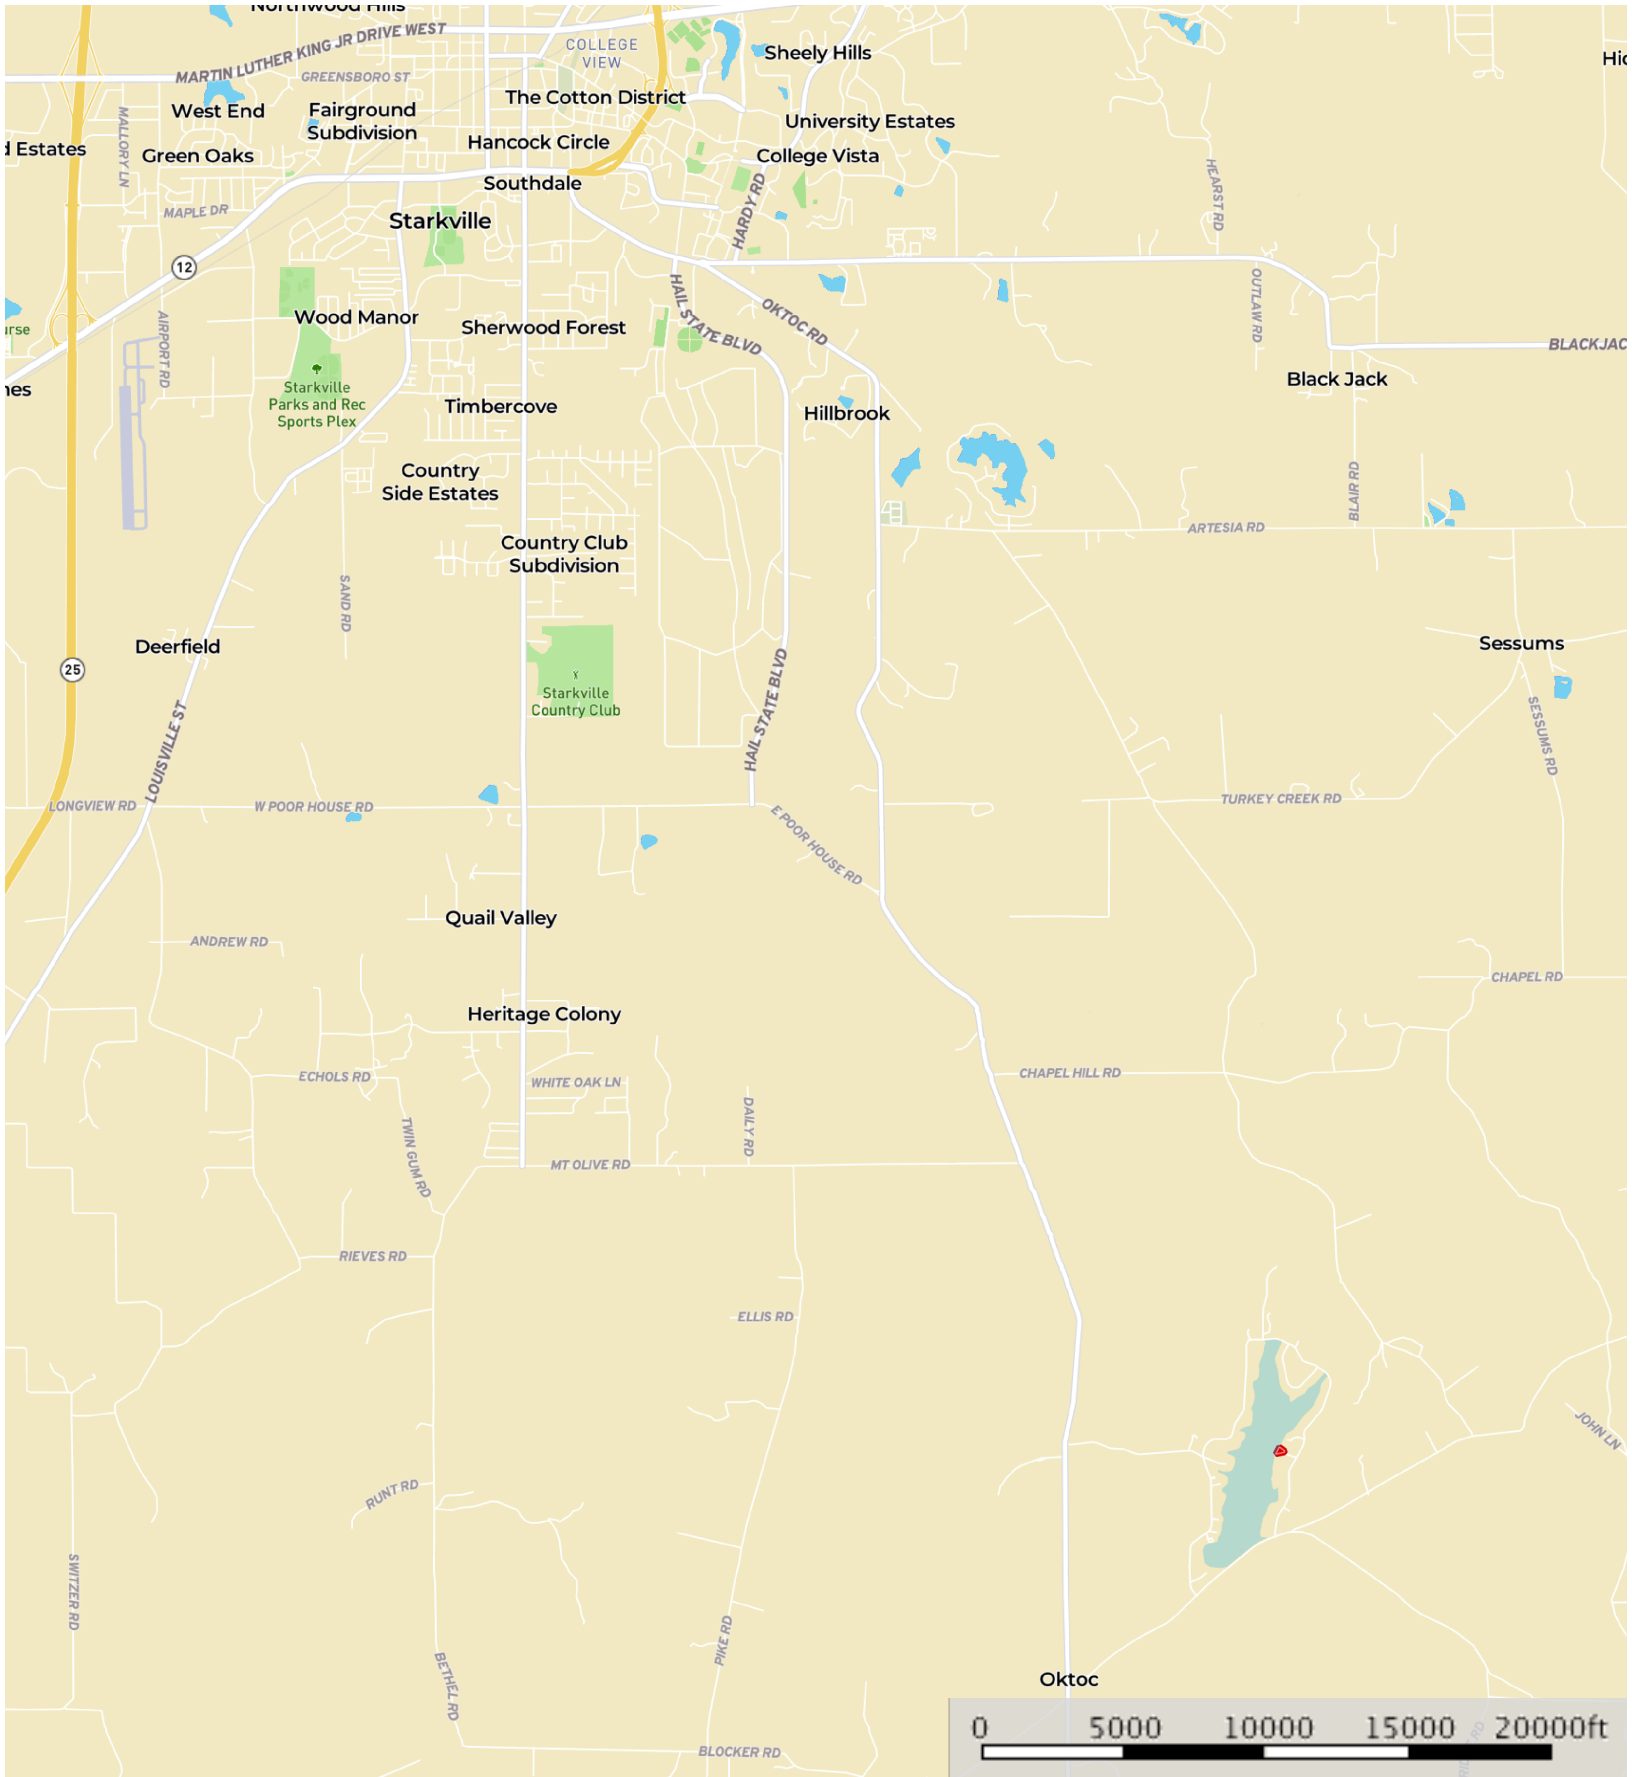 Northwood Hills
MARTIN LUTHER KING JR DRIVE WEST
COLLEGE
VIEW
Sheely Hills
GREENSBORO ST
West End
Fairground
Subdivision
The Cotton District
MALLORY LN
Hancock Circle
University Estates
d Estates
Green Oaks
College Vista
Southdale
HARDY RD
HEARST RD
MAPLE DR
Starkville
12
HAIL STATE BLVD
OKTOC RD
OUTLAW RD
AIRPORT RD
Wood Manor
Sherwood Forest
urse
BLACKJAC
Black Jack
nes
Starkville
Parks and Rec
Sports Plex
Timbercove
Hillbrook
Country
Side Estates
BLAIR RD
ARTESIA RD
Country Club
Subdivision
SAND RD
Deerfield
Sessums
25
Starkville
Country Club
HAIL STATE BLVD
SESSUMS RD
LOUISVILLE ST
LONGVIEW RD
W POOR HOUSE RD
TURKEY CREEK RD
E POOR HOUSE RD
Quail Valley
ANDREW RD
CHAPEL RD
Heritage Colony
ECHOLS RD
WHITE OAK LN
CHAPEL HILL RD
DAILY RD
TWIN GUM RD
MT OLIVE RD
RIEVES RD
ELLIS RD
JOHN LN
RUNT RD
SWITZER RD
PIKE RD
BETHEL RD
Oktoc
BLOCKER RD
0 5000 10000 15000 20000ft